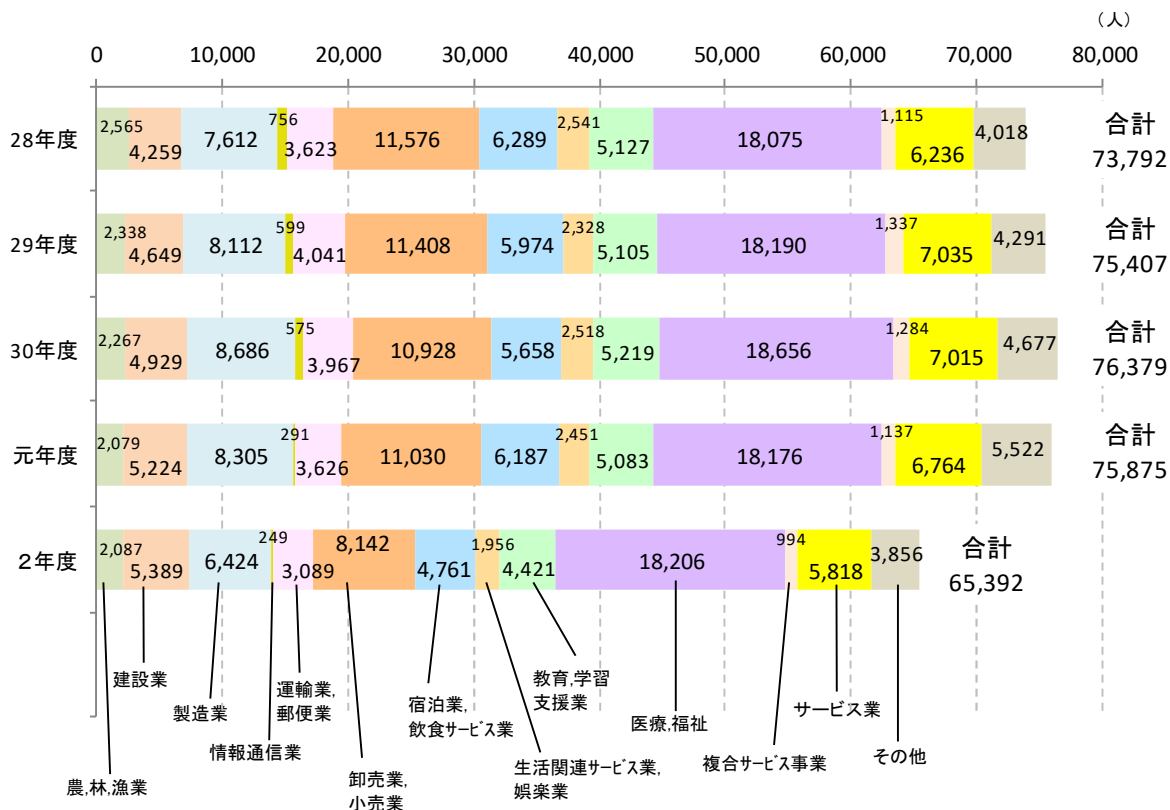 （人）
0 10,000 20,000 30,000 40,000 50,000 60,000 70,000 80,000
28年度 2,565 4,259 7,612 756 3,623 11,576 6,289 2,541 5,127 18,075 1,115 6,236 4,018 合計
73,792
29年度 2,338 4,649 8,112 599 4,041 11,408 5,974 2,328 5,105 18,190 1,337 7,035 4,291 合計
75,407
30年度 2,267 4,929 8,686 575 3,967 10,928 5,658 2,518 5,219 18,656 1,284 7,015 4,677 合計
76,379
元年度 2,079 5,224 8,305 291 3,626 11,030 6,187 2,451 5,083 18,176 1,137 6,764 5,522 合計
75,875
２年度 2,087 5,389 6,424 249 3,089 8,142 4,761 1,956 4,421 18,206 994 5,818 3,856 合計
65,392
農,林,漁業
建設業
製造業
情報通信業
運輸業,
郵便業
卸売業,
小売業
宿泊業,
飲食サービス業
生活関連サービス業,
娯楽業
教育,学習
支援業
医療,福祉
複合サービス事業
サービス業
その他